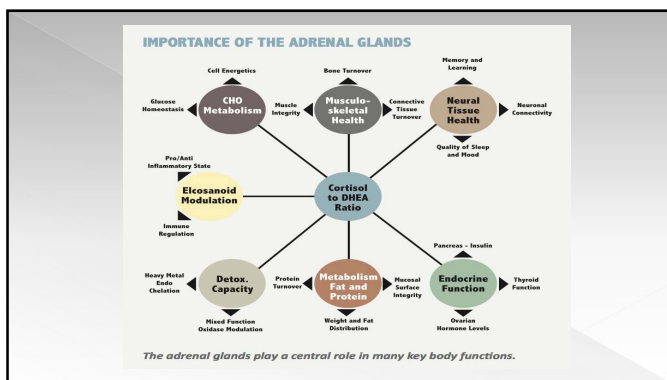 IMPORTANCE OF THE ADRENAL GLANDS
Cell Energetics
Glucose
Homeostasis
CHO
Metabolism
Bone Turnover
Muscle
Integrity
Musculo-
skeletal
Health
Connective
Tissue
Turnover
Memory and
Learning
Neural
Tissue
Health
Neuronal
Connectivity
Quality of Sleep
and Mood
Pro/Anti
Inflammatory State
Elcosanoid
Modulation
Immune
Regulation
Cortisol
to DHEA
Ratio
Heavy Metal
Endo
Chelation
Detox.
Capacity
Mixed Function
Oxidase Modulation
Protein
Turnover
Metabolism
Fat and
Protein
Mucosal
Surface
Integrity
Weight and Fat
Distribution
Pancreas – Insulin
Endocrine
Function
Thyroid
Function
Ovarian
Hormone Levels
The adrenal glands play a central role in many key body functions.